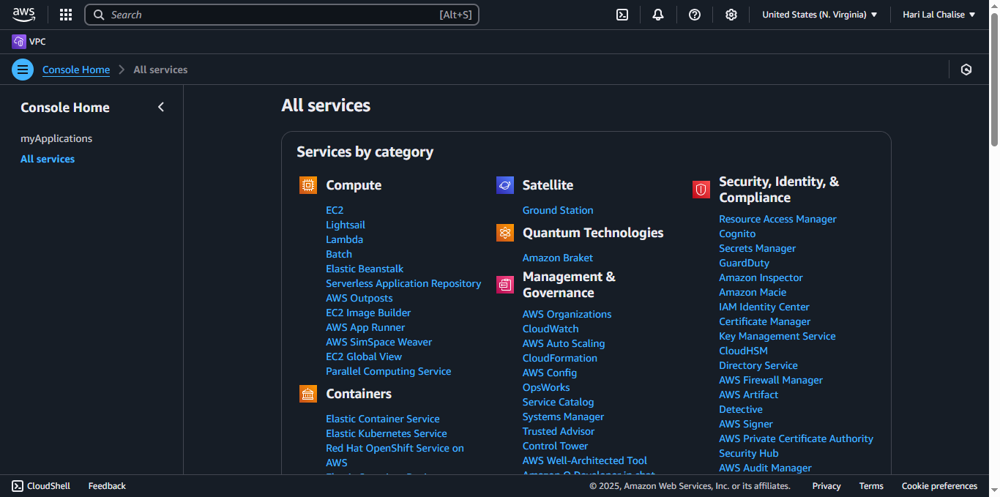 aws
Search
[Alt+S]
United States (N. Virginia)
Hari Lal Chalise
VPC
Console Home
All services
Console Home
myApplications
All services
All services
Services by category
Compute
EC2
Lightsail
Lambda
Batch
Elastic Beanstalk
Serverless Application Repository
AWS Outposts
EC2 Image Builder
AWS App Runner
AWS SimSpace Weaver
EC2 Global View
Parallel Computing Service
Containers
Elastic Container Service
Elastic Kubernetes Service
Red Hat OpenShift Service on
AWS
Satellite
Ground Station
Quantum Technologies
Amazon Braket
Management &
Governance
AWS Organizations
CloudWatch
AWS Auto Scaling
CloudFormation
AWS Config
OpsWorks
Service Catalog
Systems Manager
Trusted Advisor
Control Tower
AWS Well-Architected Tool
Amazon Q Developer in chat
Security, Identity, &
Compliance
Resource Access Manager
Cognito
Secrets Manager
GuardDuty
Amazon Inspector
Amazon Macie
IAM Identity Center
Certificate Manager
Key Management Service
CloudHSM
Directory Service
AWS Firewall Manager
AWS Artifact
Detective
AWS Signer
AWS Private Certificate Authority
Security Hub
AWS Audit Manager
CloudShell
Feedback
© 2025, Amazon Web Services, Inc. or its affiliates.
Privacy
Terms
Cookie preferences